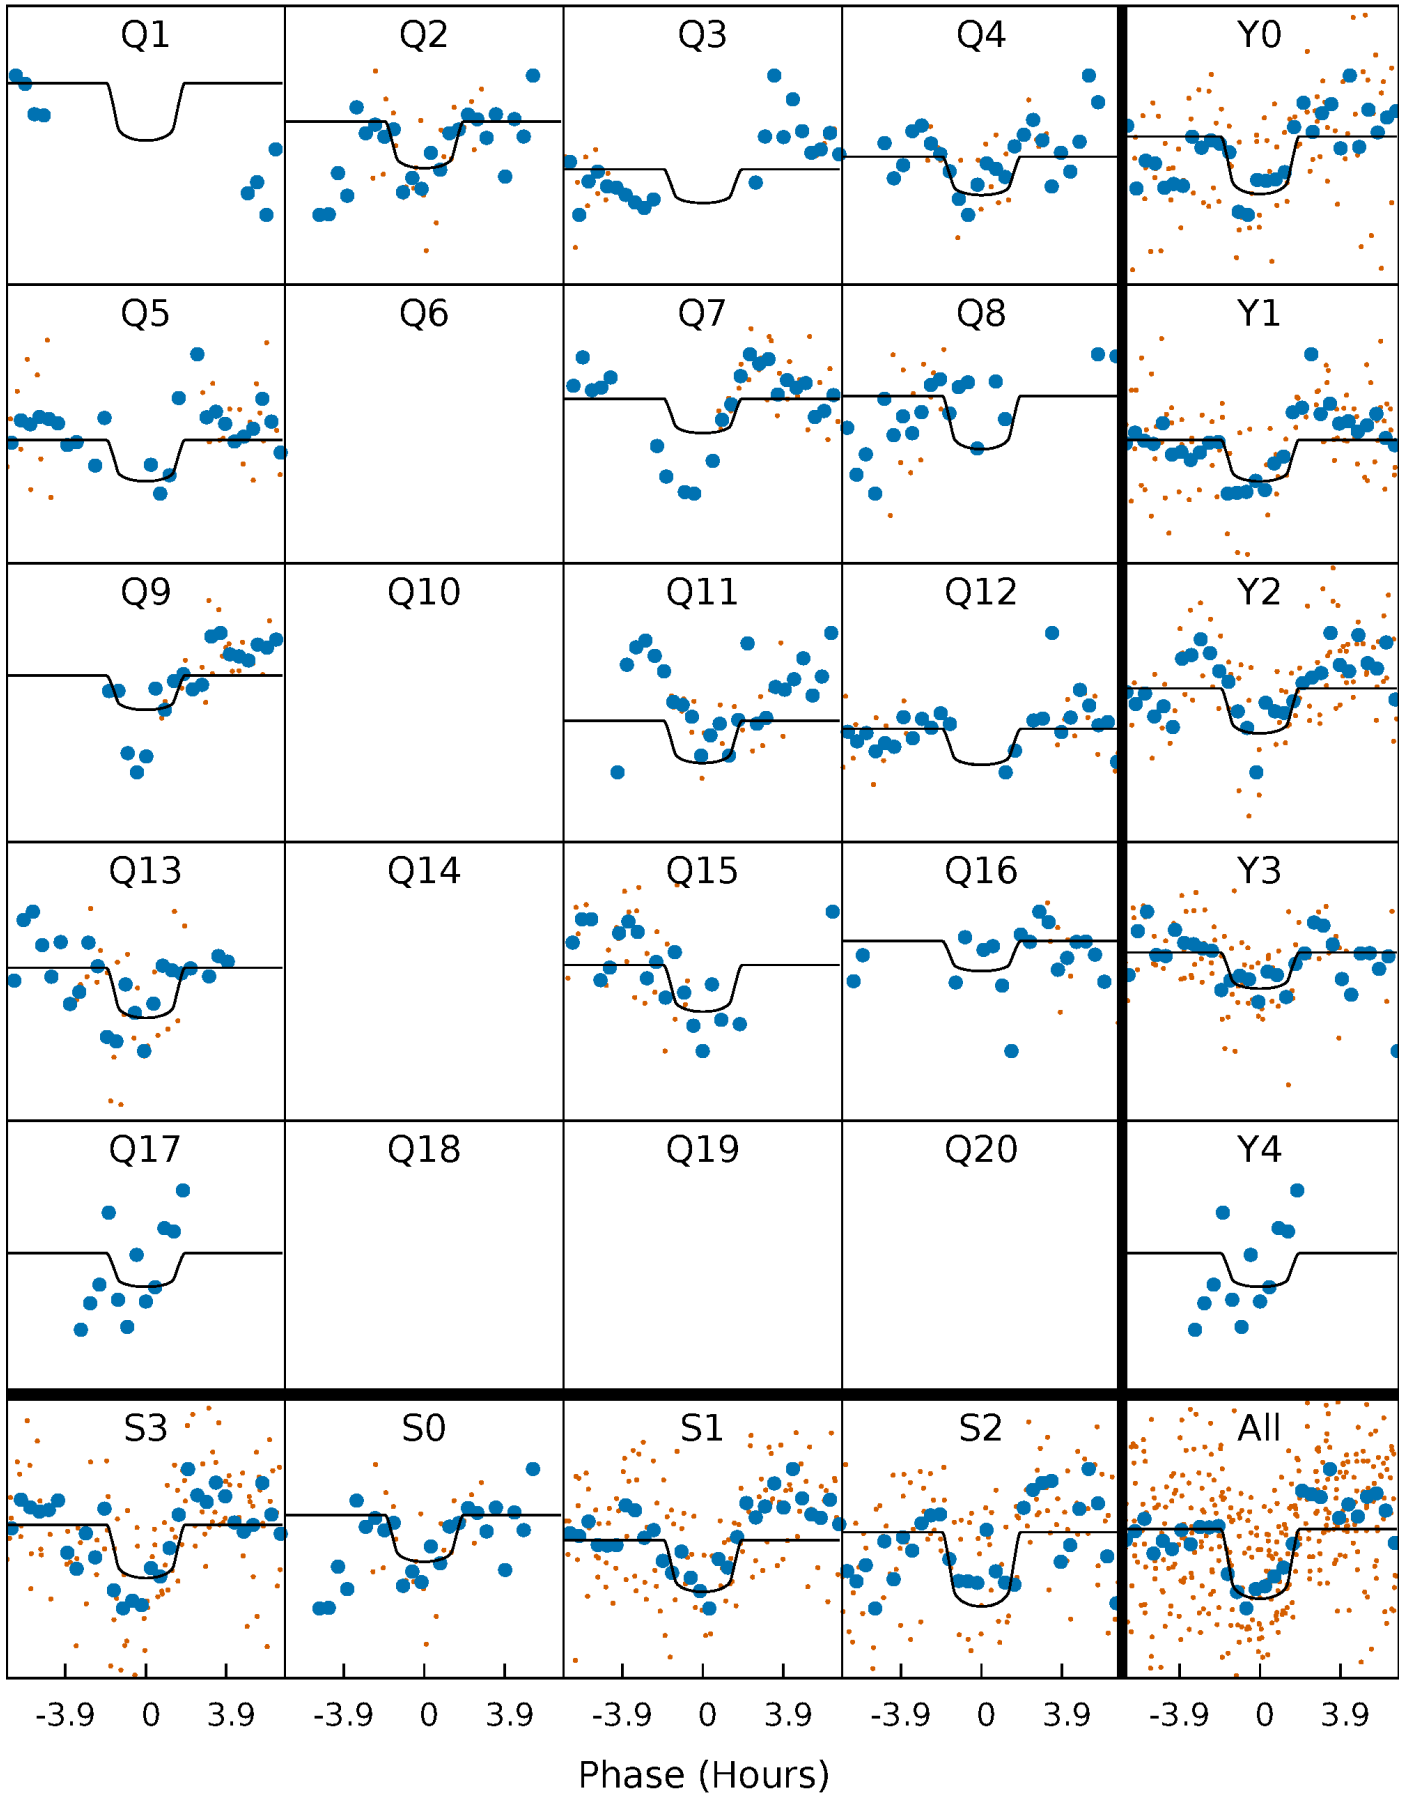 Q1 Q2 Q3 Q4 Y0
Q5 Q6 Q7 Q8 Y1
Q9 Q10 Q11 Q12 Y2
Q13 Q14 Q15 Q16 Y3
Q17 Q18 Q19 Q20 Y4
S3 S0 S1 S2 All
-3.9 0 3.9 -3.9 0 3.9 -3.9 0 3.9 -3.9 0 3.9 -3.9 0 3.9
Phase (Hours)